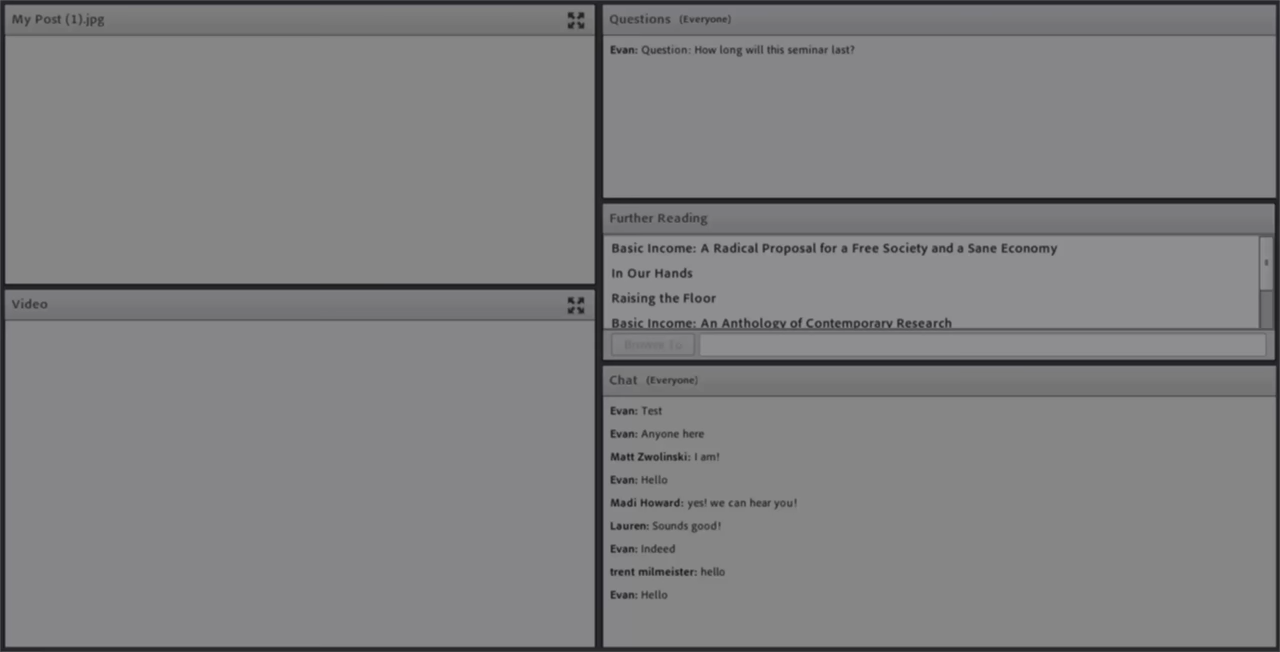 My Post (1).jpg
Video
Questions (Everyone)
Evan: Question: How long will this seminar last?
Further Reading
Basic Income: A Radical Proposal for a Free Society and a Sane Economy
In Our Hands
Raising the Floor
Basic Income: An Anthology of Contemporary Research
Browse To
Chat (Everyone)
Evan: Test
Evan: Anyone here
Matt Zwolinski: I am!
Evan: Hello
Madi Howard: yes! we can hear you!
Lauren: Sounds good!
Evan: Indeed
trent milmeister: hello
Evan: Hello